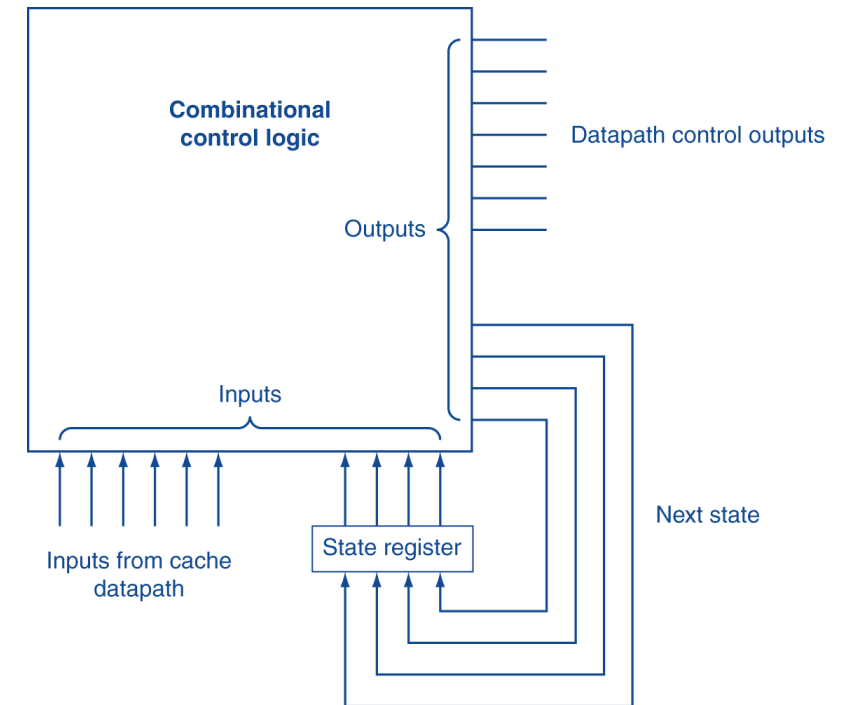 Combinational
control logic
Datapath control outputs
Outputs
Inputs
Next state
State register
Inputs from cache
datapath